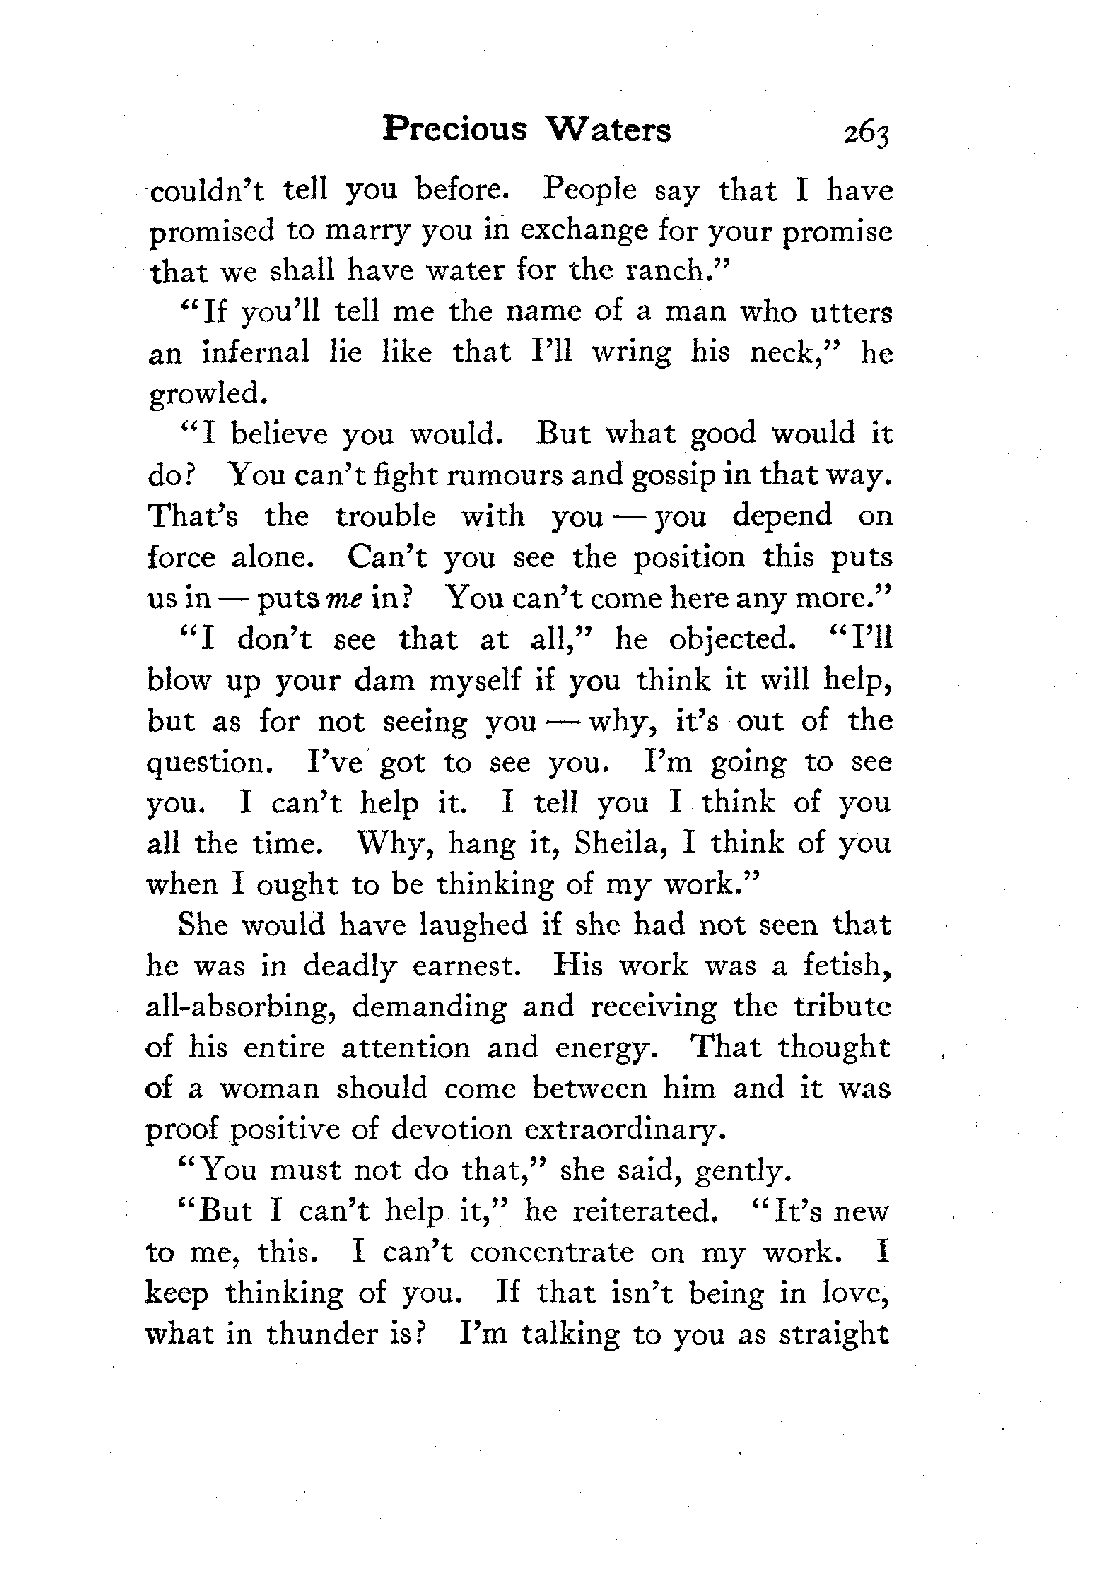 Precious Waters 263
couldn't tell you before. People say that I have
promised to marry you in exchange for your promise
that we shall have water for the ranch."
"If you'll tell me the name of a man who utters
an infernal lie like that I'll wring his neck," he
growled.
"I believe you would. But what good would it
do? You can't fight rumours and gossip in that way.
That's the trouble with you — you depend on
force alone. Can't you see the position this puts
us in — puts me in? You can't come here any more."
"I don't see that at all," he objected. "I'll
blow up your dam myself if you think it will help,
but as for not seeing you — why, it's out of the
question. I've got to see you. I'm going to see
you. I can't help it. I tell you I think of you
all the time. Why, hang it, Sheila, I think of you
when I ought to be thinking of my work."
She would have laughed if she had not seen that
he was in deadly earnest. His work was a fetish,
all-absorbing, demanding and receiving the tribute
of his entire attention and energy. That thought
of a woman should come between him and it was
proof positive of devotion extraordinary.
"You must not do that," she said, gently.
"But I can't help it," he reiterated. "It's new
to me, this. I can't concentrate on my work. I
keep thinking of you. If that isn't being in love,
what in thunder is? I'm talking to you as straight